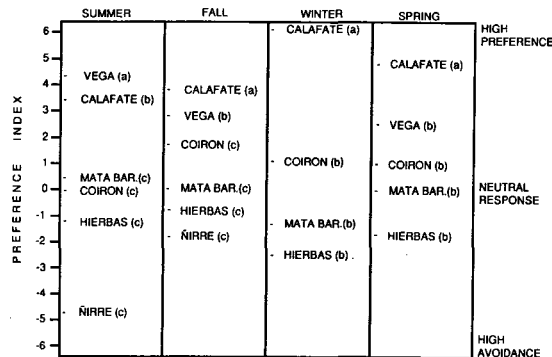 SUMMER FALL WINTER SPRING
PREFERENCE INDEX
6
5
4
3
2
1
0
-1
-2
-3
-4
-5
-6
VEGA (a)
CALAFATE (b)
MATA BAR.(c)
COIRON (c)
HIERBAS (c)
ÑIRRE (c)
CALAFATE (a)
VEGA (b)
COIRON (c)
MATA BAR.(c)
HIERBAS (c)
ÑIRRE (c)
CALAFATE (a)
COIRON (b)
MATA BAR.(b)
HIERBAS (b)
CALAFATE (a)
VEGA (b)
COIRON (b)
MATA BAR.(b)
HIERBAS (b)
HIGH
PREFERENCE
NEUTRAL
RESPONSE
HIGH
AVOIDANCE